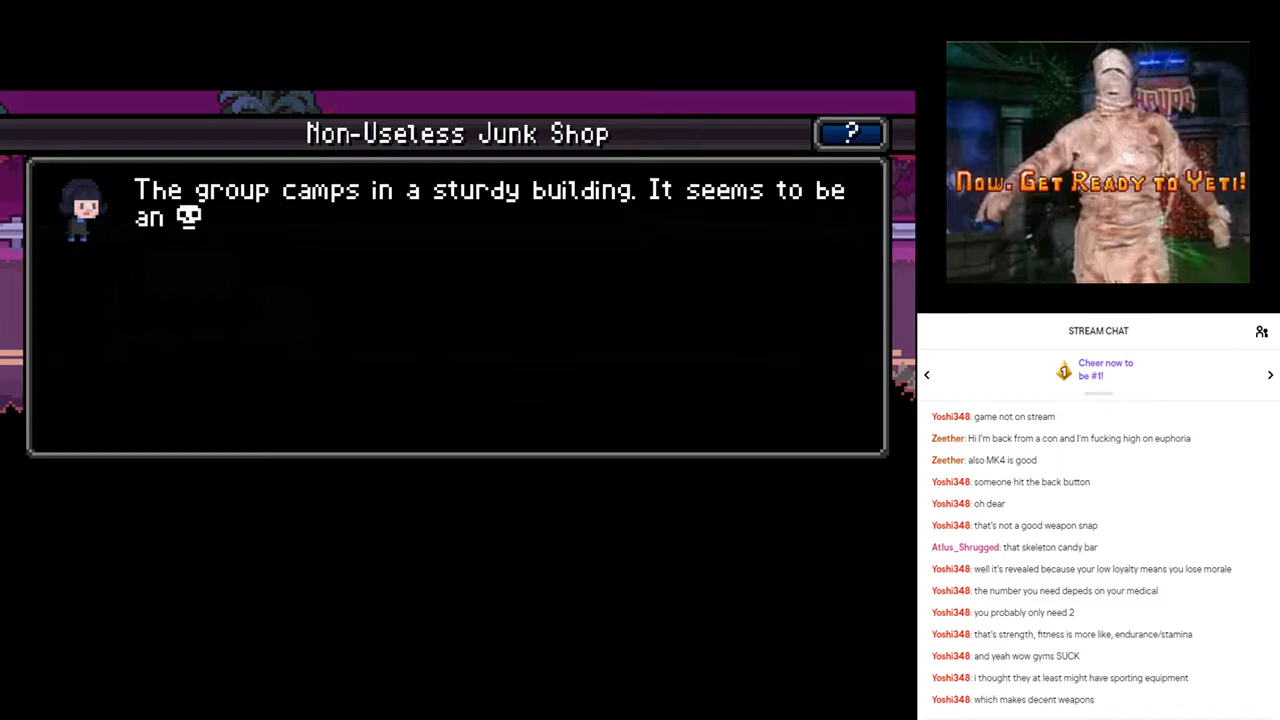 Non-Useless Junk Shop
?
The group camps in a sturdy building. It seems to be
an
HAVOC
NOW, GET READY TO YETI!
STREAM CHAT
1
Cheer now to
be #1!
Yoshi348: game not on stream
Zeether: Hi I'm back from a con and I'm fucking high on euphoria
Zeether: also MK4 is good
Yoshi348: someone hit the back button
Yoshi348: oh dear
Yoshi348: that's not a good weapon snap
Atlus_Shrugged: that skeleton candy bar
Yoshi348: well it's revealed because your low loyalty means you lose morale
Yoshi348: the number you need depeds on your medical
Yoshi348: you probably only need 2
Yoshi348: that's strength, fitness is more like, endurance/stamina
Yoshi348: and yeah wow gyms SUCK
Yoshi348: i thought they at least might have sporting equipment
Yoshi348: which makes decent weapons